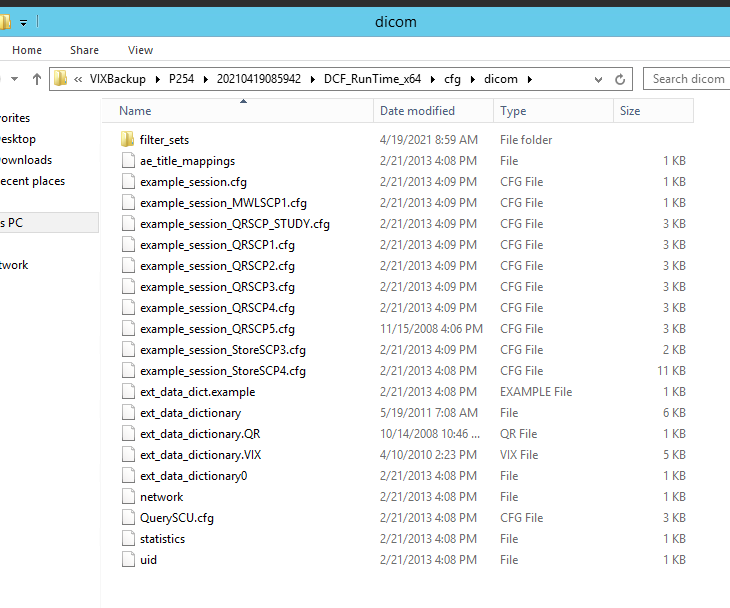 dicom
Home Share View
« VIXBackup P254 20210419085942 DCF_RunTime_x64 cfg dicom Search dicom
Name Date modified Type Size
filter_sets 4/19/2021 8:59 AM File folder
orites ae_title_mappings 2/21/2013 4:08 PM File 1 KB
esktop example_session.cfg 2/21/2013 4:09 PM CFG File 1 KB
ownloads example_session_MWLSCP1.cfg 2/21/2013 4:09 PM CFG File 1 KB
ecent places example_session_QRSCP_STUDY.cfg 2/21/2013 4:09 PM CFG File 3 KB
s PC example_session_QRSCP1.cfg 2/21/2013 4:09 PM CFG File 3 KB
twork example_session_QRSCP2.cfg 2/21/2013 4:09 PM CFG File 3 KB
example_session_QRSCP3.cfg 2/21/2013 4:09 PM CFG File 3 KB
example_session_QRSCP4.cfg 2/21/2013 4:09 PM CFG File 3 KB
example_session_QRSCP5.cfg 11/15/2008 4:06 PM CFG File 3 KB
example_session_StoreSCP3.cfg 2/21/2013 4:09 PM CFG File 2 KB
example_session_StoreSCP4.cfg 2/21/2013 4:08 PM CFG File 11 KB
ext_data_dict.example 2/21/2013 4:08 PM EXAMPLE File 1 KB
ext_data_dictionary 5/19/2011 7:08 AM File 6 KB
ext_data_dictionary.QR 10/14/2008 10:46 ... QR File 1 KB
ext_data_dictionary.VIX 4/10/2010 2:23 PM VIX File 5 KB
ext_data_dictionary0 2/21/2013 4:08 PM File 1 KB
network 2/21/2013 4:08 PM File 1 KB
QuerySCU.cfg 2/21/2013 4:08 PM CFG File 3 KB
statistics 2/21/2013 4:08 PM File 1 KB
uid 2/21/2013 4:08 PM File 1 KB